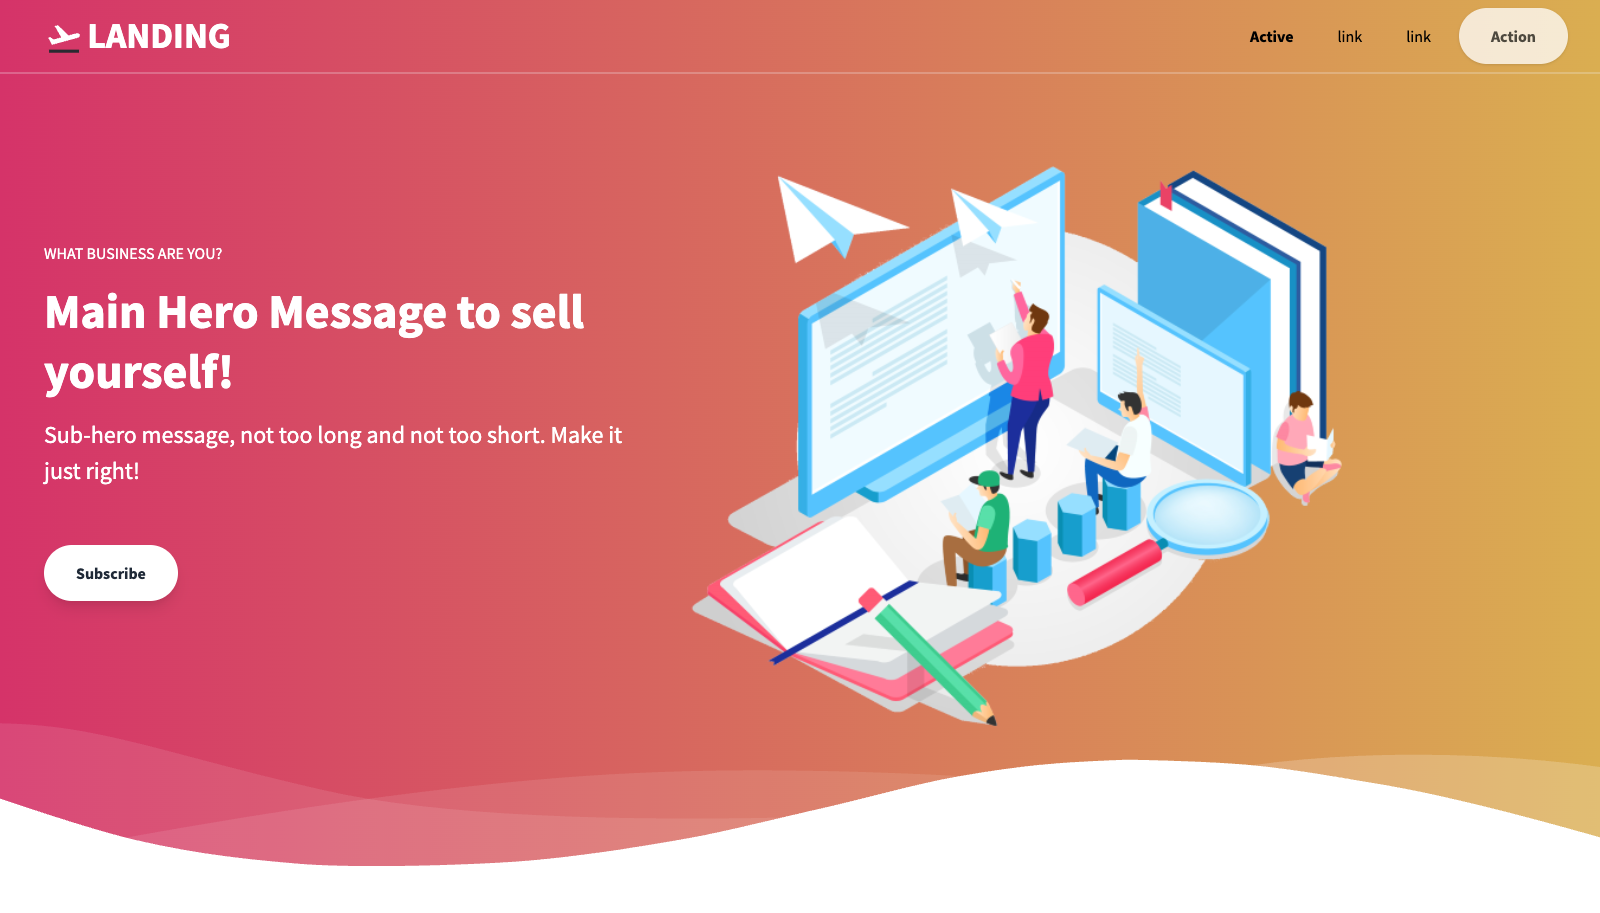 LANDING
Active
link
link
Action
WHAT BUSINESS ARE YOU?
Main Hero Message to sell
yourself!
Sub-hero message, not too long and not too short. Make it
just right!
Subscribe